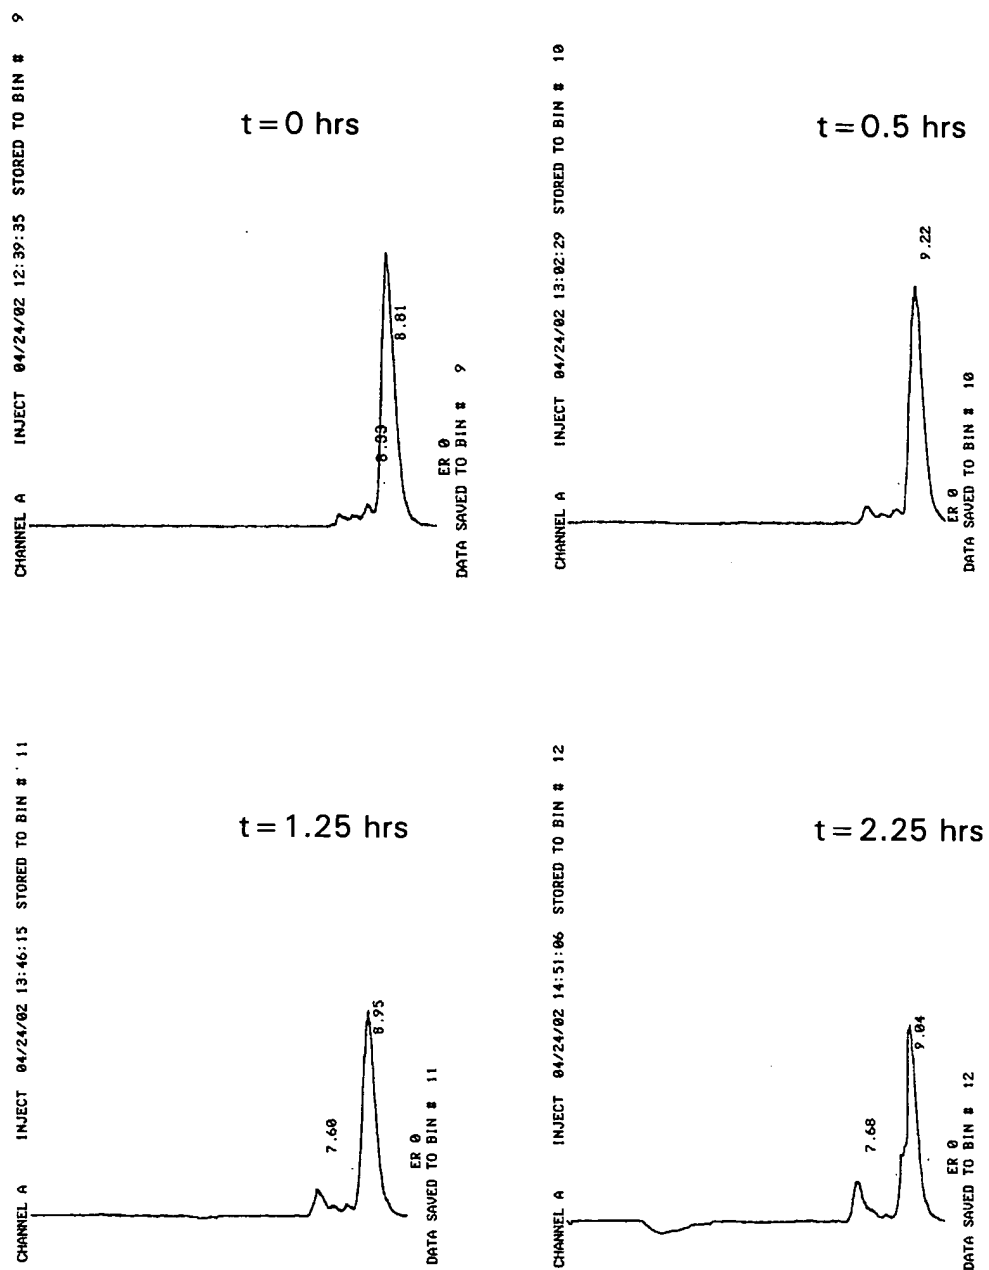 CHANNEL A INJECT 04/24/02 12:39:35 STORED TO BIN # 9
t=0 hrs
8.33
8.81
ER 0
DATA SAVED TO BIN # 9
CHANNEL A INJECT 04/24/02 13:02:29 STORED TO BIN # 10
t=0.5 hrs
9.22
ER 0
DATA SAVED TO BIN # 10
CHANNEL A INJECT 04/24/02 13:46:15 STORED TO BIN # 11
t=1.25 hrs
7.60
8.95
ER 0
DATA SAVED TO BIN # 11
CHANNEL A INJECT 04/24/02 14:51:06 STORED TO BIN # 12
t=2.25 hrs
7.68
9.04
ER 0
DATA SAVED TO BIN # 12